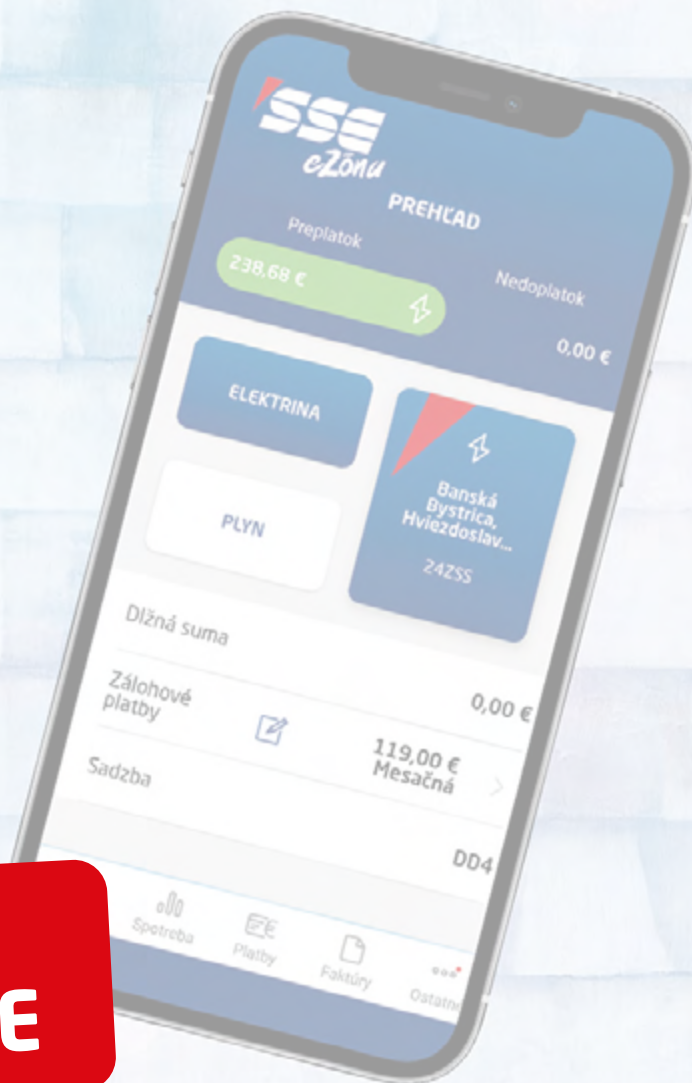 SSE
eZóna
PREHĽAD
Preplatok
Nedoplatok
238,68 €
0,00 €
ELEKTRINA
PLYN
Banská
Bystrica,
Hviezdoslav...
24ZSS
Dlžná suma
0,00 €
Zálohové
platby
119,00 €
Mesačná
Sadzba
DD4
Spotreba
Platby
Faktúry
Ostatné
E